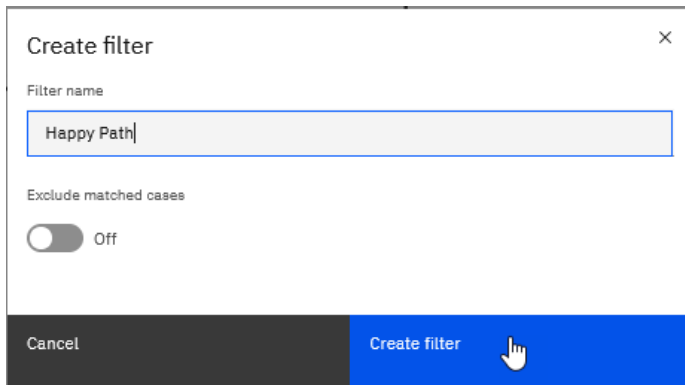 Create filter
Filter name
Happy Path
Exclude matched cases
Off
Cancel
Create filter